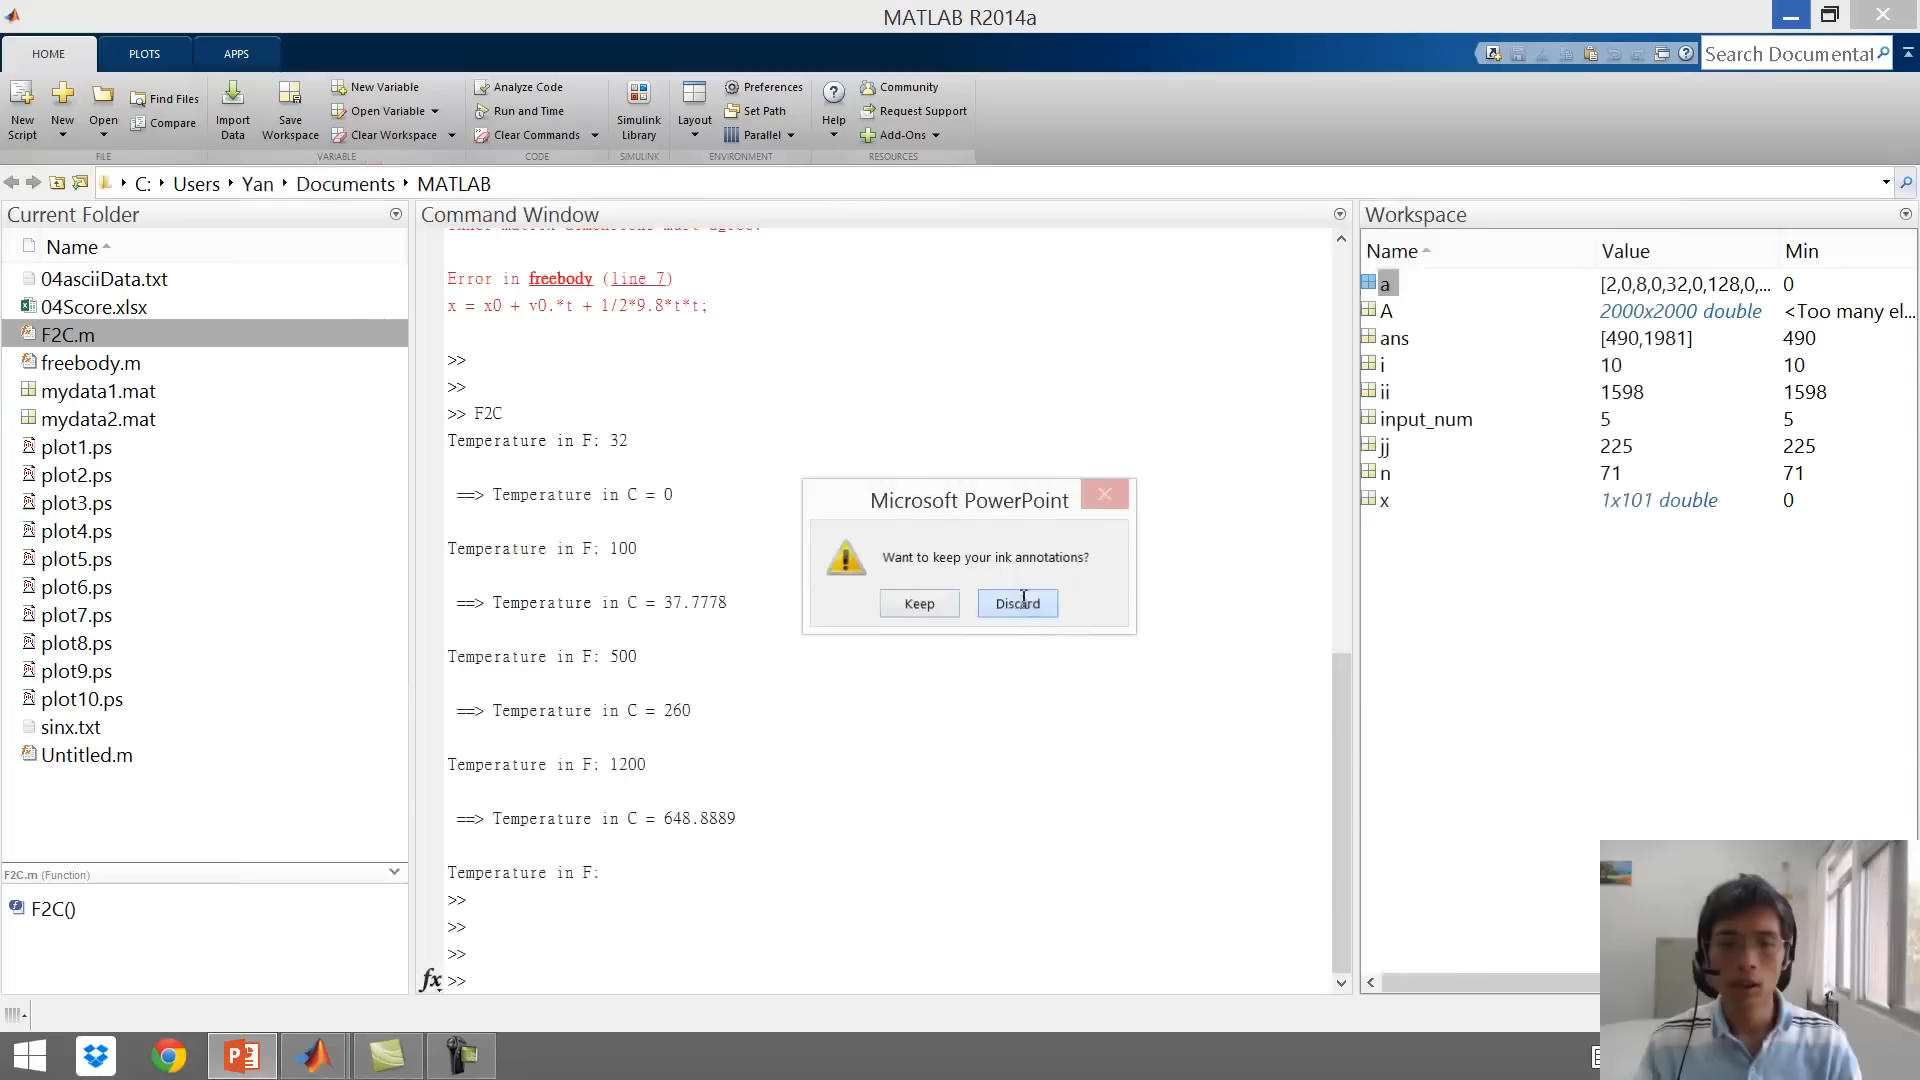 MATLAB R2014a
HOME
PLOTS
APPS
Search Documentat
New Script
New
Open
Find Files
Compare
Import Data
Save Workspace
New Variable
Open Variable
Clear Workspace
Analyze Code
Run and Time
Clear Commands
Simulink Library
Layout
Preferences
Set Path
Parallel
Help
Community
Request Support
Add-Ons
FILE
VARIABLE
CODE
SIMULINK
ENVIRONMENT
RESOURCES
C: Users Yan Documents MATLAB
Current Folder
Name
04asciiData.txt
04Score.xlsx
F2C.m
freebody.m
mydata1.mat
mydata2.mat
plot1.ps
plot2.ps
plot3.ps
plot4.ps
plot5.ps
plot6.ps
plot7.ps
plot8.ps
plot9.ps
plot10.ps
sinx.txt
Untitled.m
F2C.m (Function)
F2C()
Command Window
Inner matrix dimensions must agree.
Error in freebody (line 7)
x = x0 + v0.*t + 1/2*9.8*t*t;
>>
>>
>> F2C
Temperature in F: 32
==> Temperature in C = 0
Temperature in F: 100
==> Temperature in C = 37.7778
Temperature in F: 500
==> Temperature in C = 260
Temperature in F: 1200
==> Temperature in C = 648.8889
Temperature in F:
>>
>>
>>
fx >>
Microsoft PowerPoint
Want to keep your ink annotations?
Keep
Discard
Workspace
Name Value Min
a [2,0,8,0,32,0,128,0,... 0
A 2000x2000 double <Too many el...
ans [490,1981] 490
i 10 10
ii 1598 1598
input_num 5 5
jj 225 225
n 71 71
x 1x101 double 0